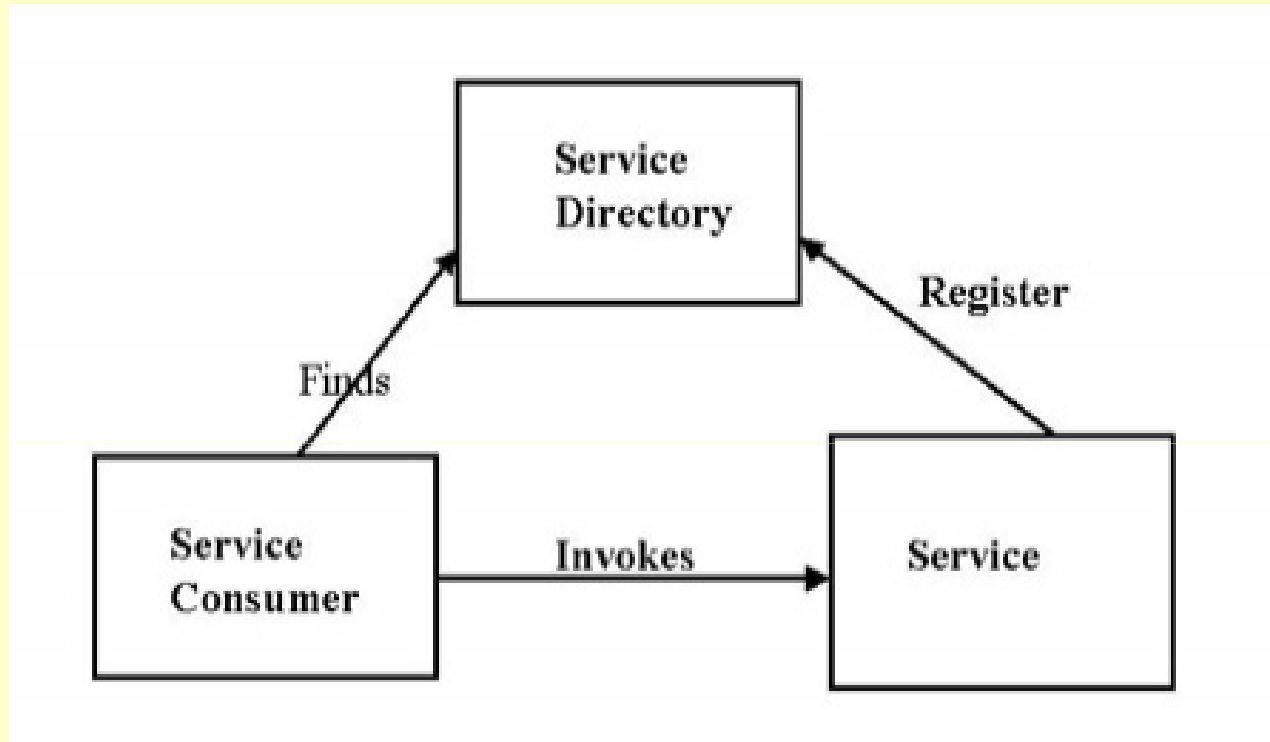 Service
Directory
Register
Finds
Service
Consumer
Invokes
Service